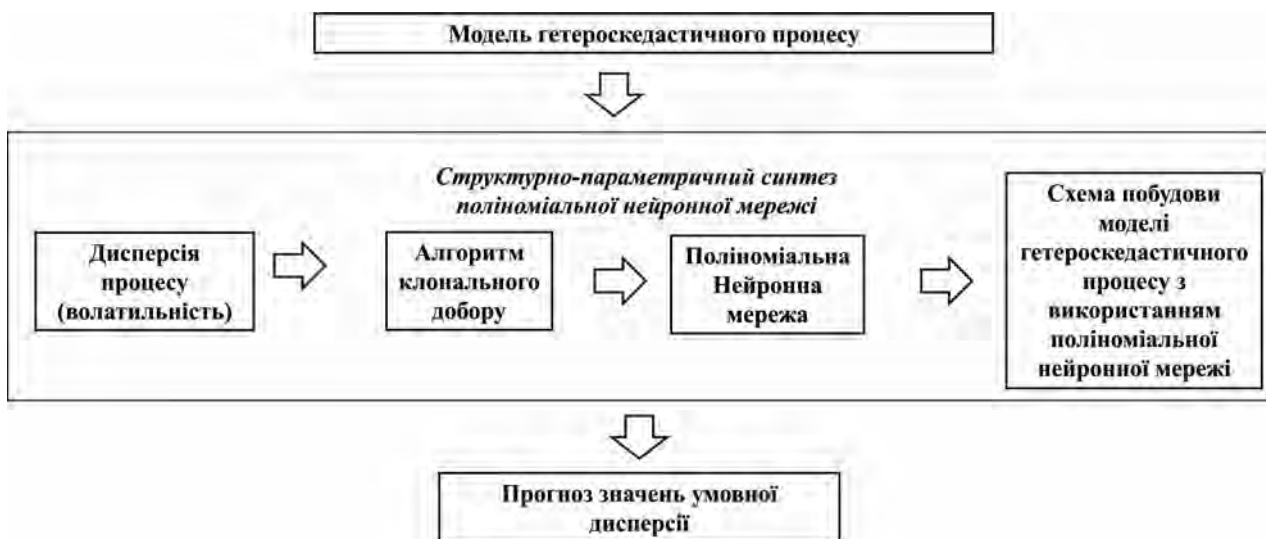 Модель гетероскедастичного процесу
Структурно-параметричний синтез
поліноміальної нейронної мережі
Дисперсія
процесу
(волатильність)
Алгоритм
клонального
добору
Поліноміальна
Нейронна
мережа
Схема побудови
моделі
гетероскедастичного
процесу з
використанням
поліноміальної
нейронної мережі
Прогноз значень умовної
дисперсії